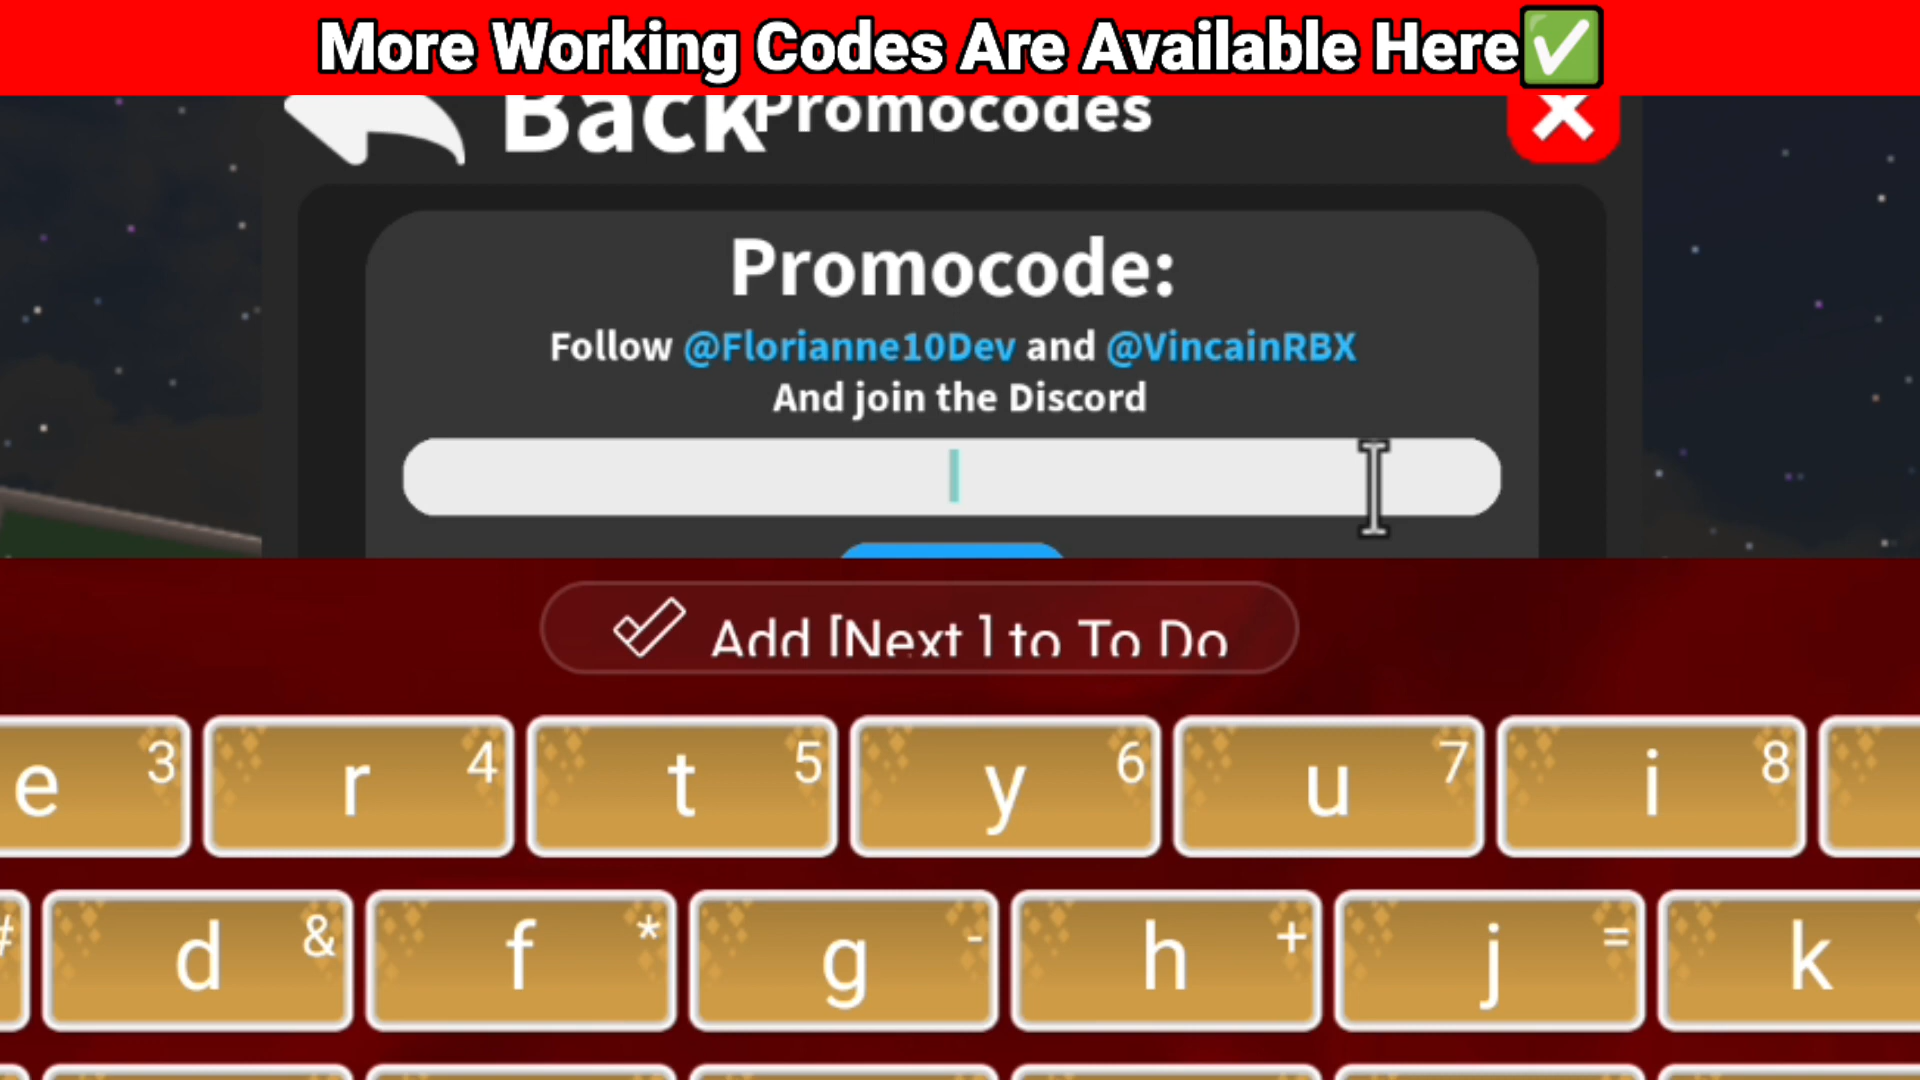 More Working Codes Are Available Here✅
Back Promocodes
Promocode:
Follow @Florianne10Dev and @VincainRBX
And join the Discord
Add [Next ] to To Do
e 3 r 4 t 5 y 6 u 7 i 8
# d & f * g - h + j = k